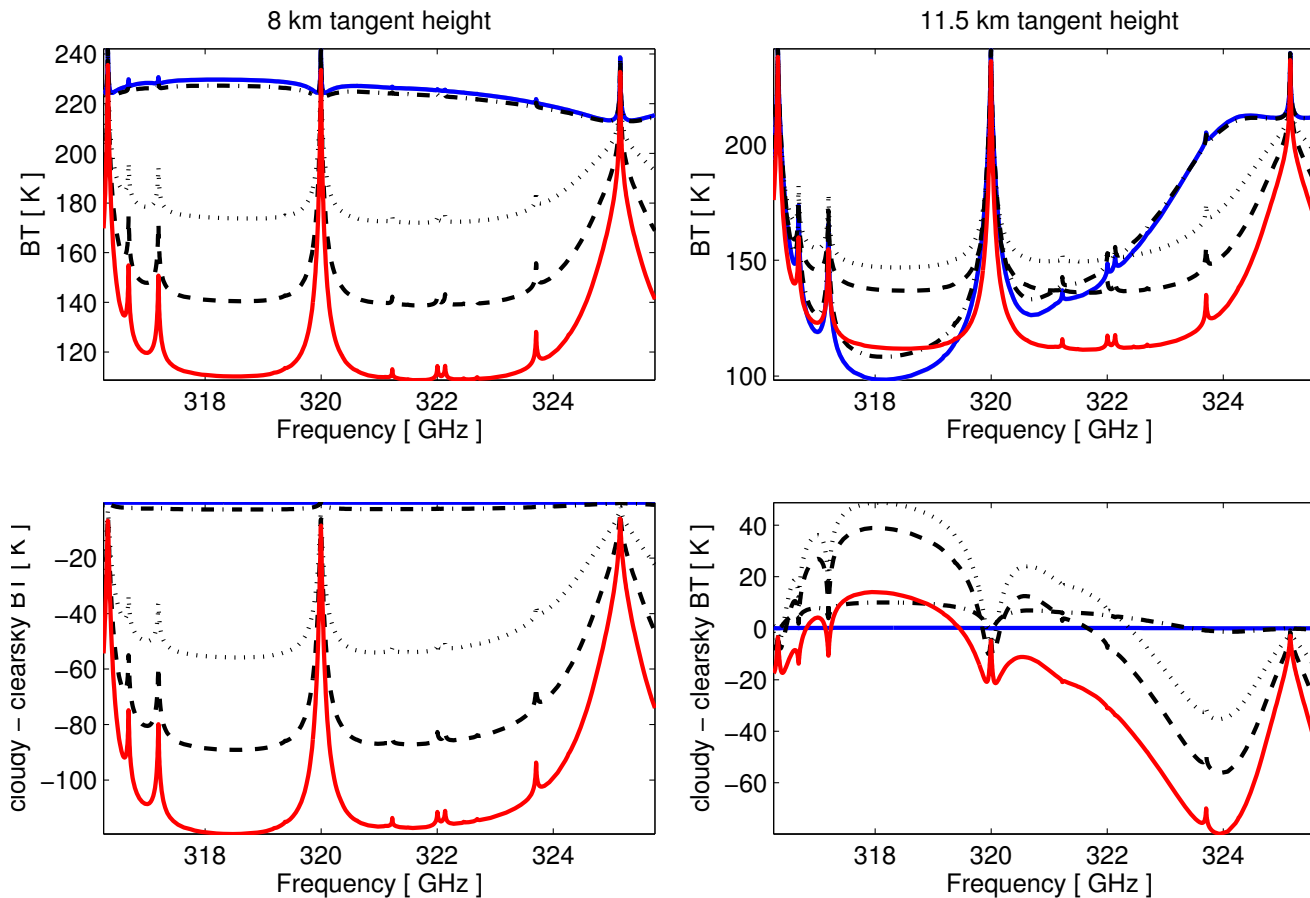 8 km tangent height
240
220
200
180
160
140
120
BT [ K ]
318 320 322 324
Frequency [ GHz ]
11.5 km tangent height
200
150
100
BT [ K ]
318 320 322 324
Frequency [ GHz ]
−20
−40
−60
−80
−100
cloudy − clearsky BT [ K ]
318 320 322 324
Frequency [ GHz ]
40
20
0
−20
−40
−60
cloudy − clearsky BT [ K ]
318 320 322 324
Frequency [ GHz ]